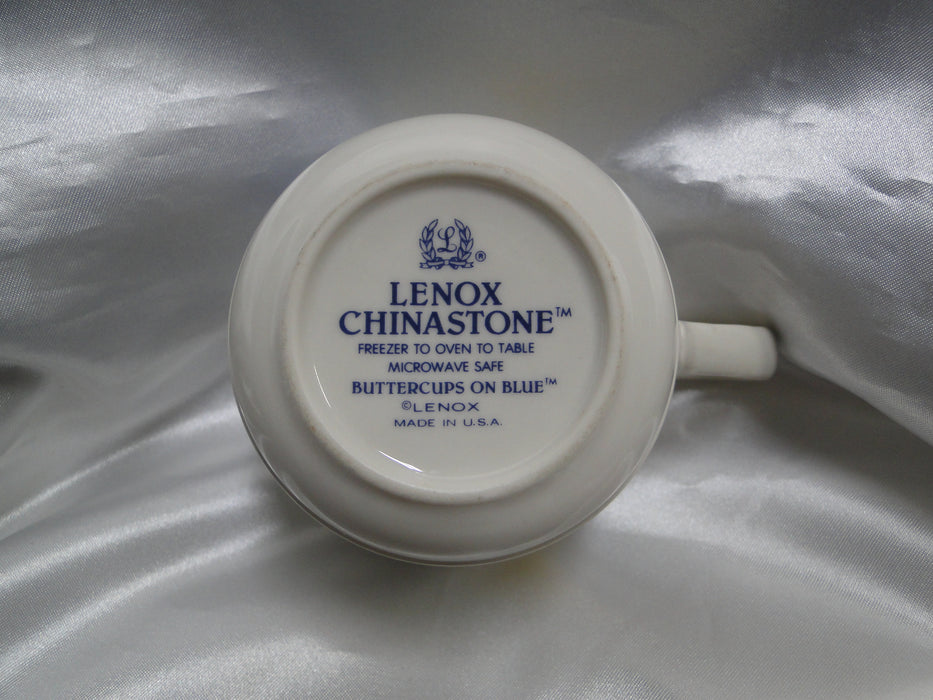 L ®
LENOX
CHINASTONE™
FREEZER TO OVEN TO TABLE
MICROWAVE SAFE
BUTTERCUPS ON BLUE™
©LENOX
MADE IN U.S.A.